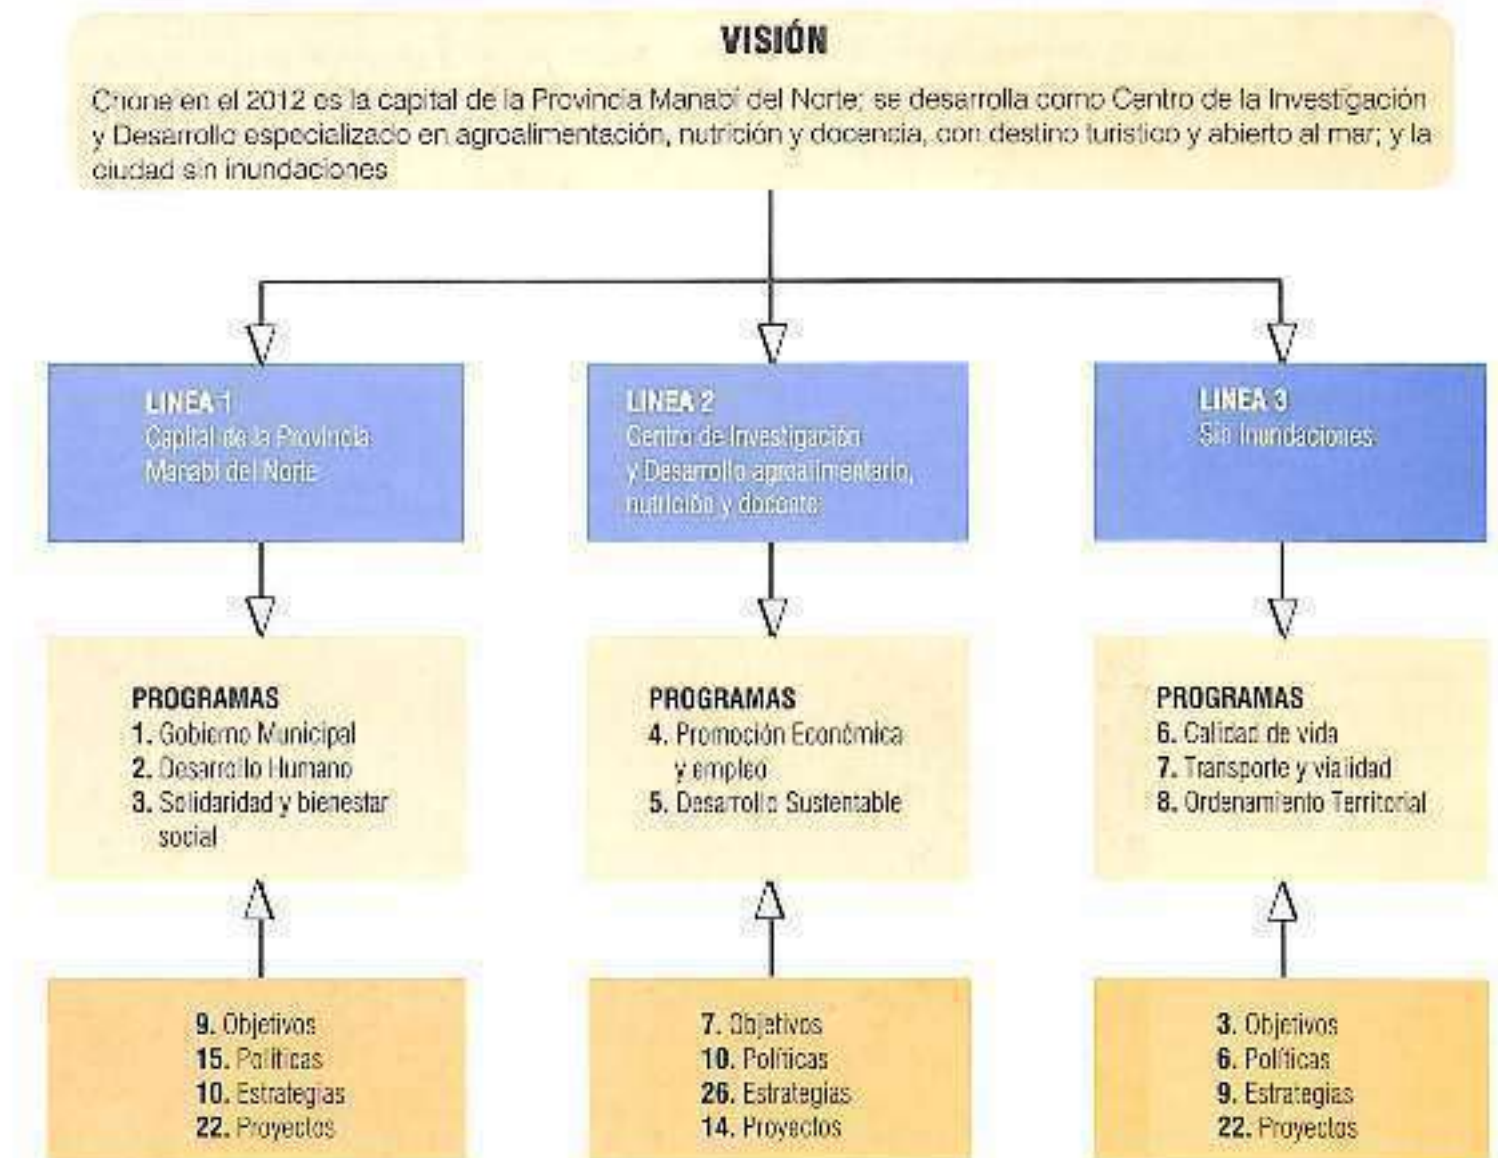 VISIÓN
Chone en el 2012 es la capital de la Provincia Manabí del Norte; se desarrolla como Centro de la Investigación
y Desarrollo especializado en agroalimentación, nutrición y docencia, con destino turístico y abierto al mar; y la
ciudad sin inundaciones
LINEA 1
Capital de la Provincia
Manabí del Norte
LINEA 2
Centro de Investigación
y Desarrollo agroalimentario,
nutrición y docente
LINEA 3
Sin Inundaciones
PROGRAMAS
1. Gobierno Municipal
2. Desarrollo Humano
3. Solidaridad y bienestar
social
PROGRAMAS
4. Promoción Económica
y empleo
5. Desarrollo Sustentable
PROGRAMAS
6. Calidad de vida
7. Transporte y vialidad
8. Ordenamiento Territorial
9. Objetivos
15. Políticas
10. Estrategias
22. Proyectos
7. Objetivos
10. Políticas
26. Estrategias
14. Proyectos
3. Objetivos
6. Políticas
9. Estrategias
22. Proyectos